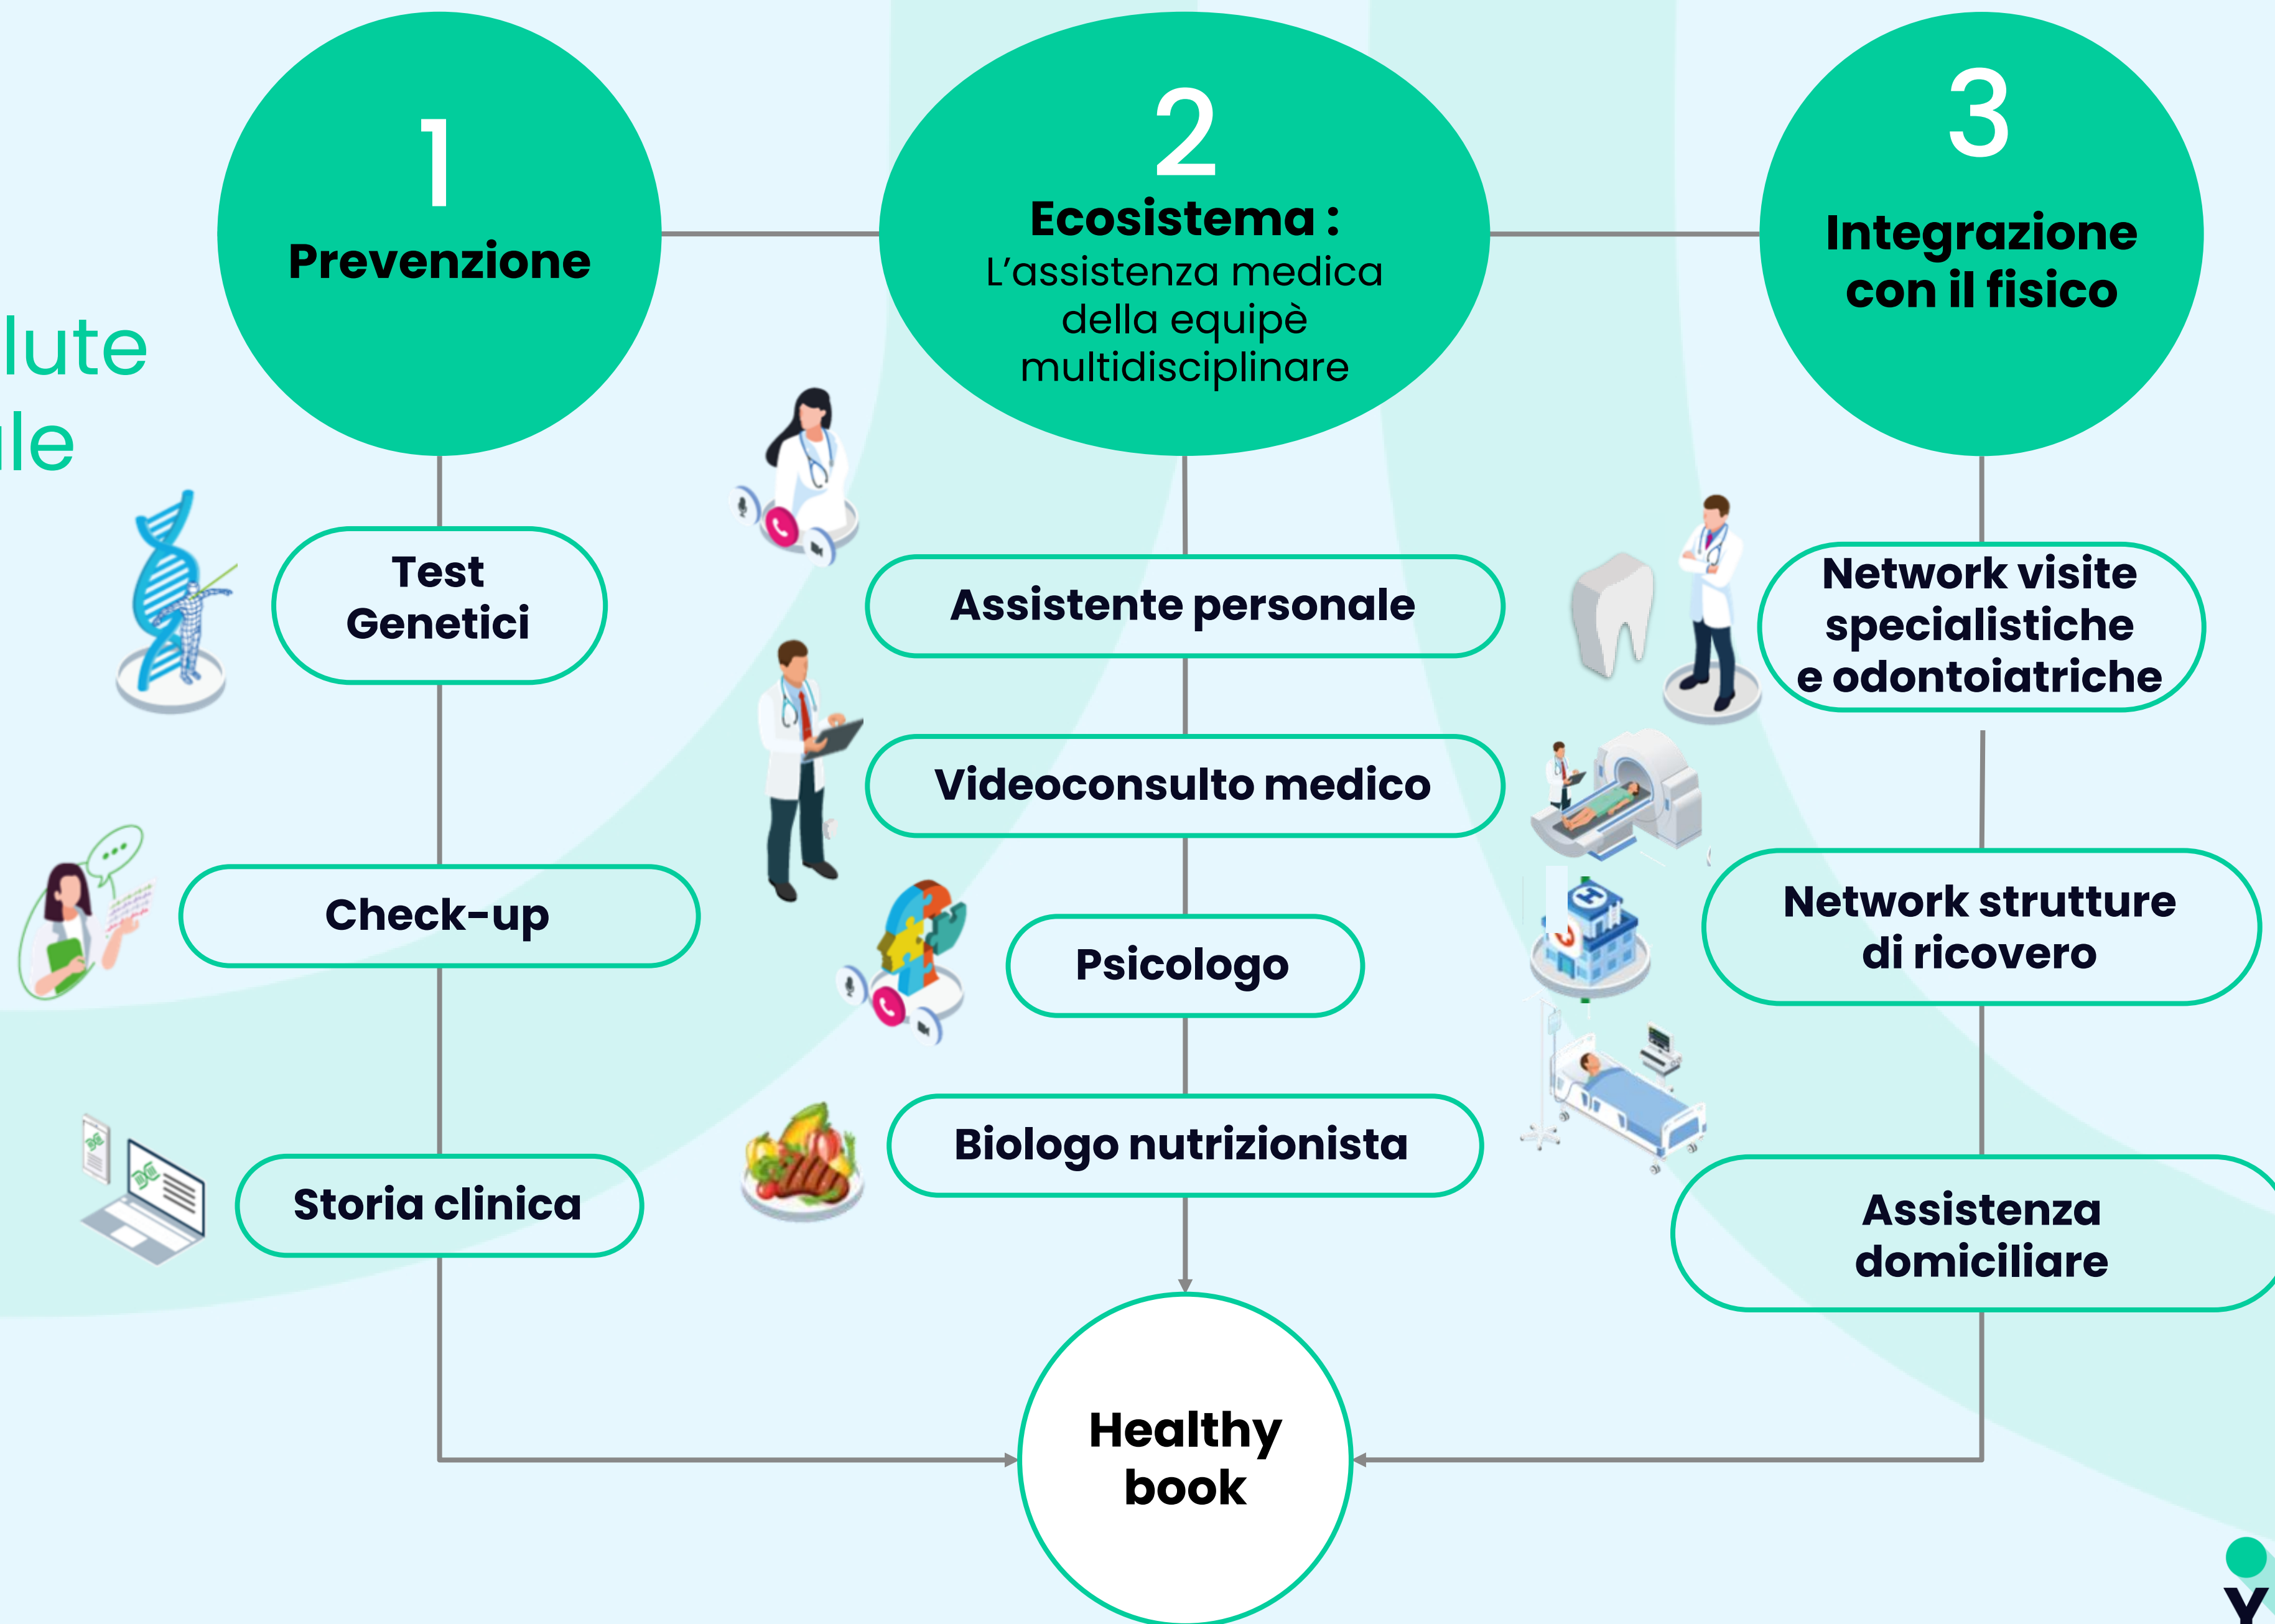 lute
ale
1
Prevenzione
Test
Genetici
Check-up
Storia clinica
2
Ecosistema :
L'assistenza medica
della equipè
multidisciplinare
Assistente personale
Videoconsulto medico
Psicologo
Biologo nutrizionista
3
Integrazione
con il fisico
Network visite
specialistiche
e odontoiatriche
Network strutture
di ricovero
H
Assistenza
domiciliare
Healthy
book
Y